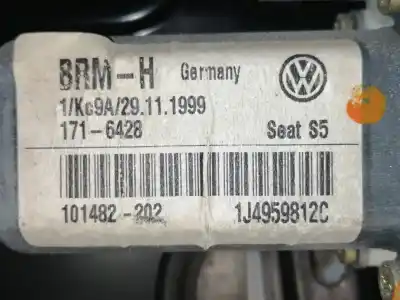 BRM-H Germany
1/Kc9A/29.11.1999
171-6428 Seat S5
101482-202 1J4959812C